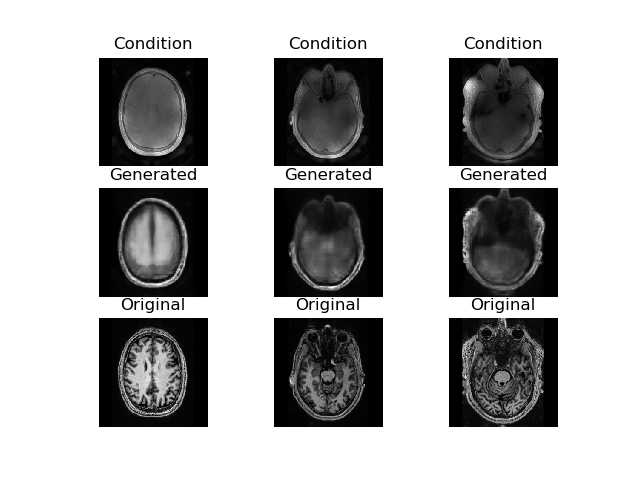 Condition Condition Condition
Generated Generated Generated
Original Original Original